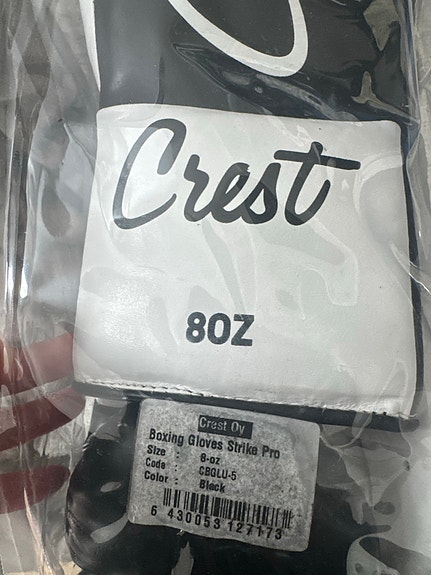 Crest
8OZ
Crest Oy
Boxing Gloves Strike Pro
Size : 8-oz
Code : CBGLU-5
Color : Black
6 430053 127173